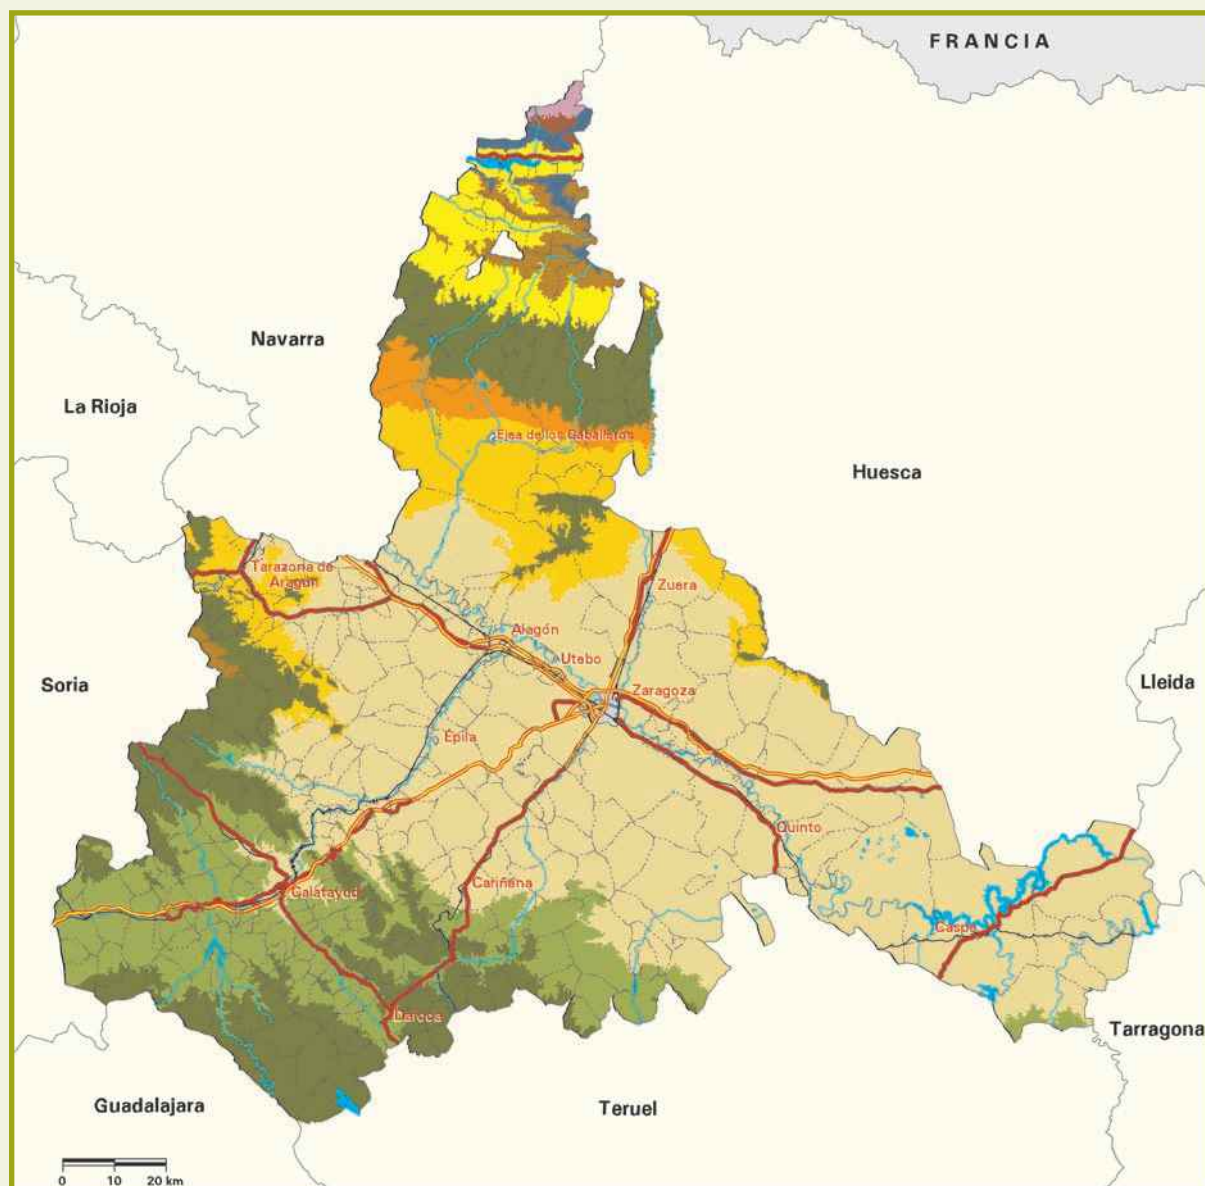 FRANCIA
Navarra
La Rioja
Ejea de los Caballeros
Huesca
Tarazona de
Aragón
Zuera
Alagón
Utebo
Soria
Zaragoza
Lleida
Épila
Quinto
Calatayud
Cariñena
Caspe
Daroca
Tarragona
Guadalajara
Teruel
0 10 20 km